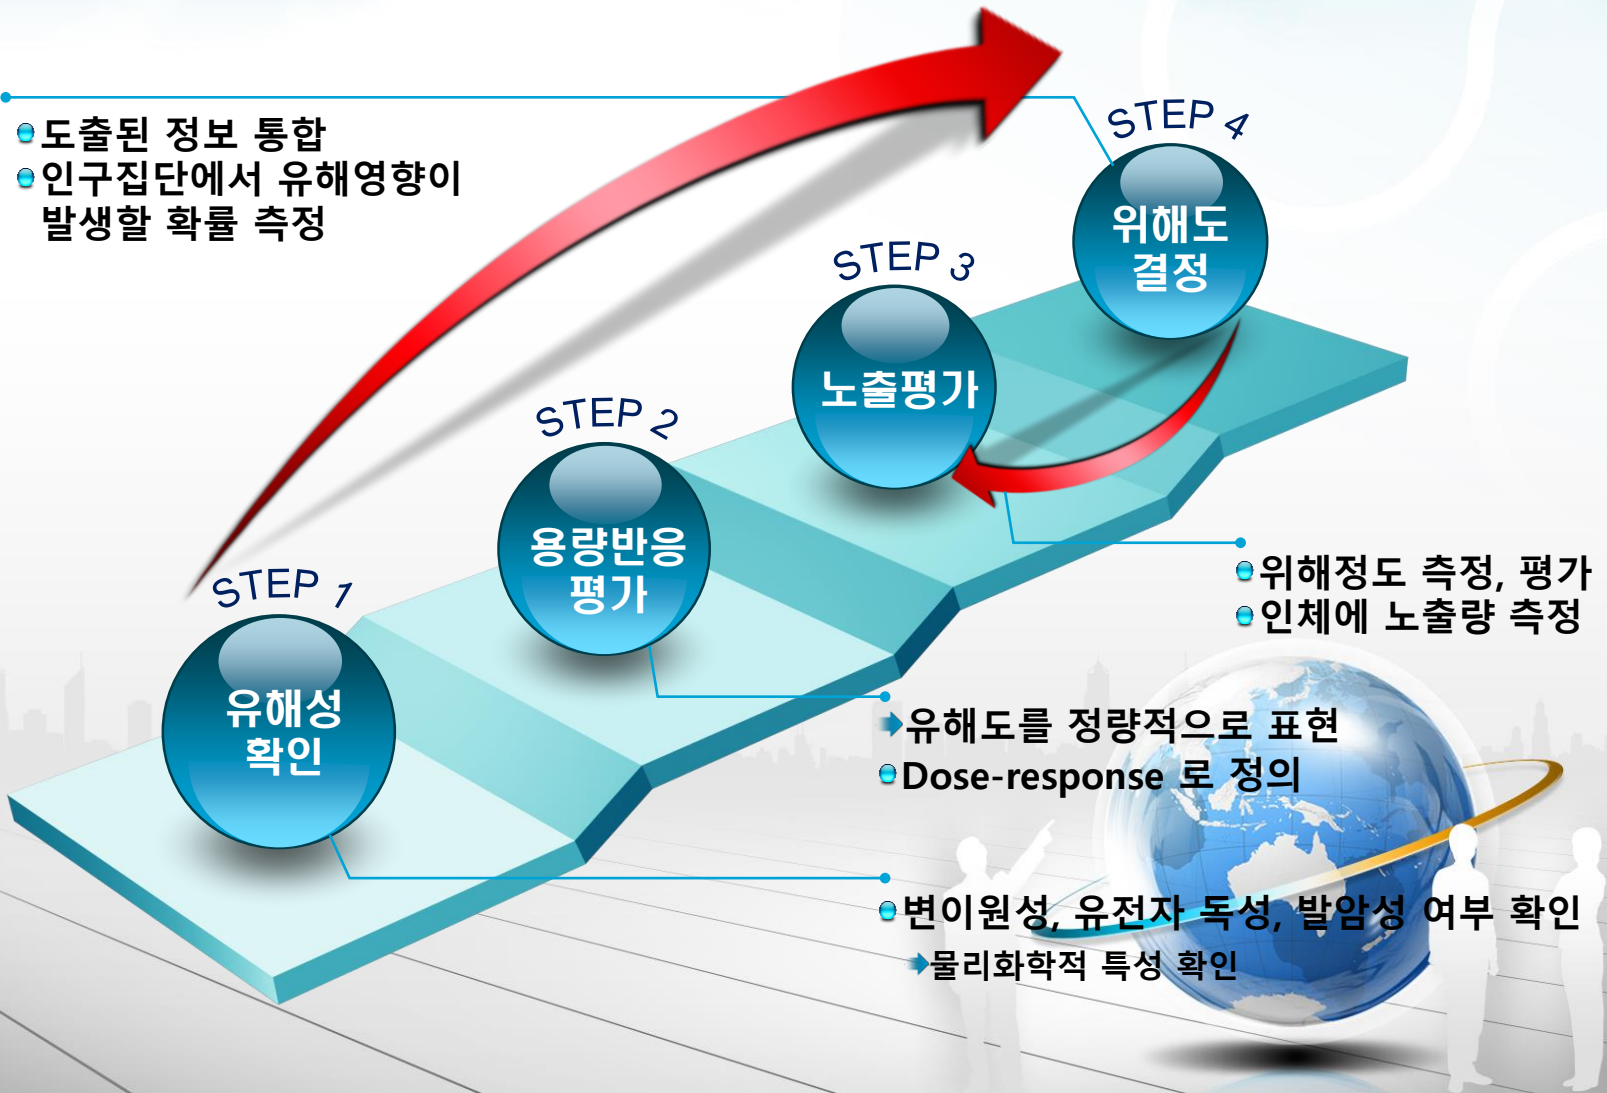 도출된 정보 통합
인구집단에서 유해영향이
발생할 확률 측정
STEP 4
위해도
결정
STEP 3
노출평가
위해정도 측정, 평가
인체에 노출량 측정
STEP 2
용량반응
평가
유해도를 정량적으로 표현
Dose-response 로 정의
STEP 1
유해성
확인
변이원성, 유전자 독성, 발암성 여부 확인
물리화학적 특성 확인